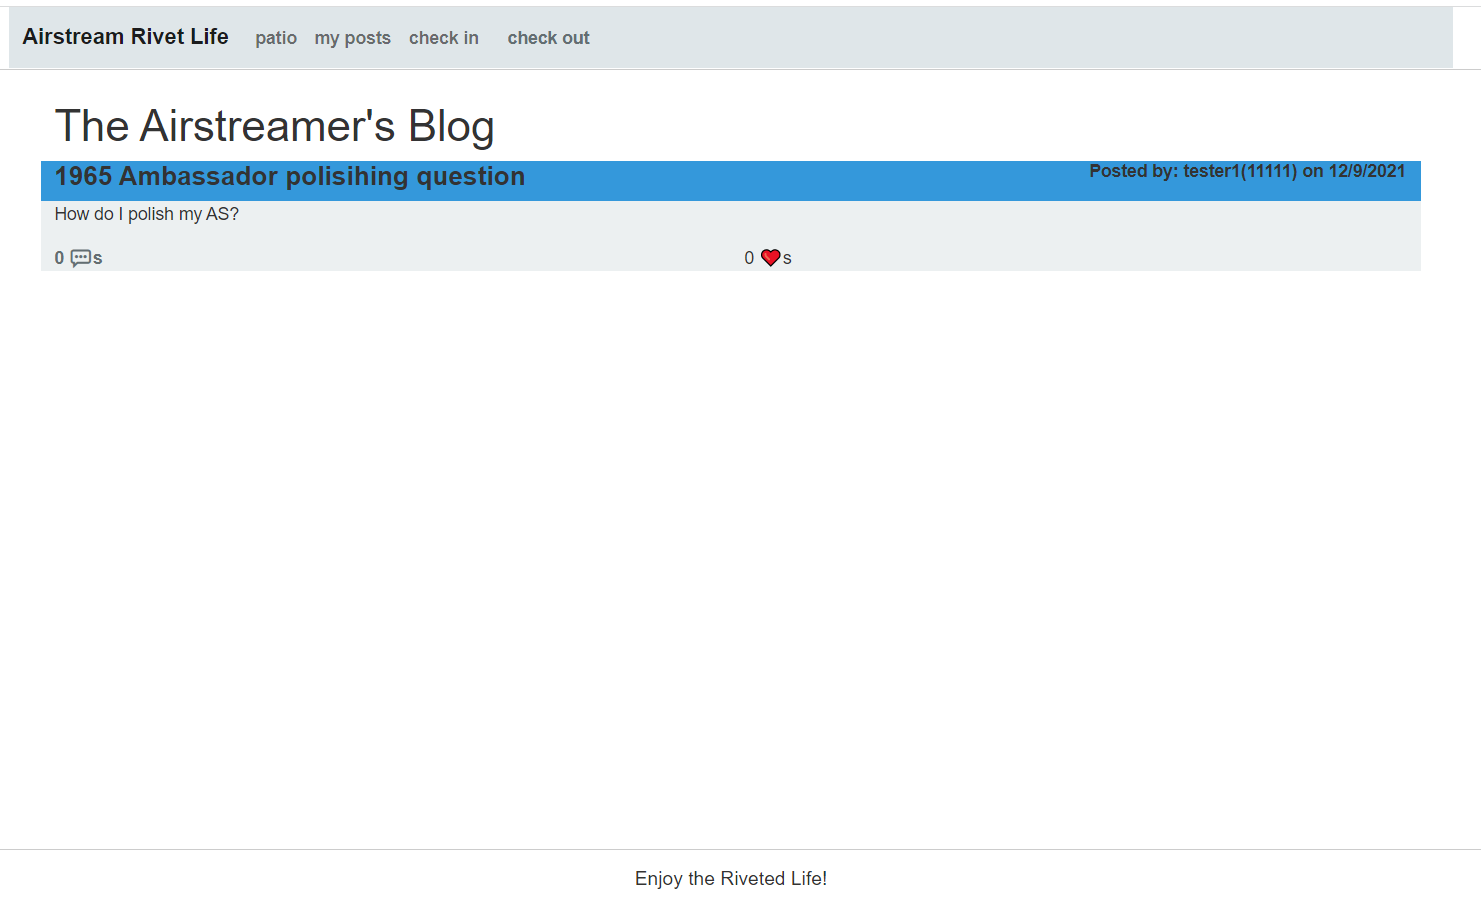 Airstream Rivet Life patio my posts check in check out
The Airstreamer's Blog
1965 Ambassador polisihing question Posted by: tester1(11111) on 12/9/2021
How do I polish my AS?
0 s 0 s
Enjoy the Riveted Life!